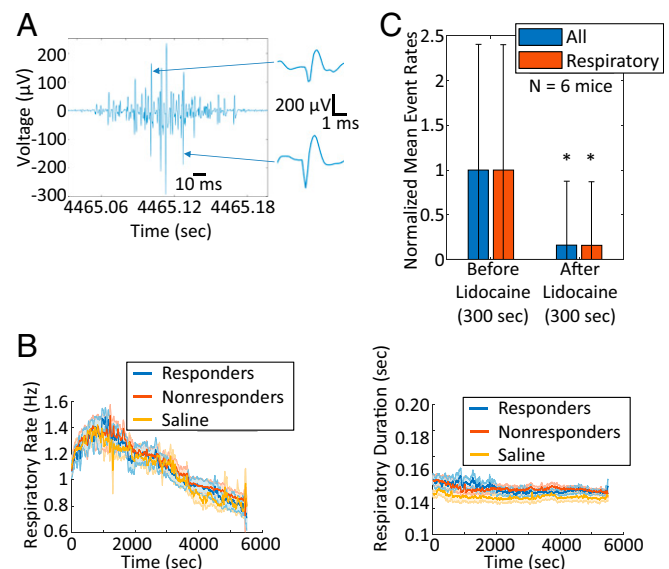 A
Voltage (µV)
200
100
0
-100
-200
-300
4465.06 4465.12 4465.18
Time (sec)
10 ms
200 µV
1 ms
C
Normalized Mean Event Rates
2.5
2
1.5
1
0.5
0
All
Respiratory
N = 6 mice
* *
Before
Lidocaine
(300 sec)
After
Lidocaine
(300 sec)
B
Respiratory Rate (Hz)
1.6
1.4
1.2
1
0.8
0.6
0 2000 4000 6000
Time (sec)
Responders
Nonresponders
Saline
Respiratory Duration (sec)
0.20
0.18
0.16
0.14
0.1
0 2000 4000 6000
Time (sec)
Responders
Nonresponders
Saline